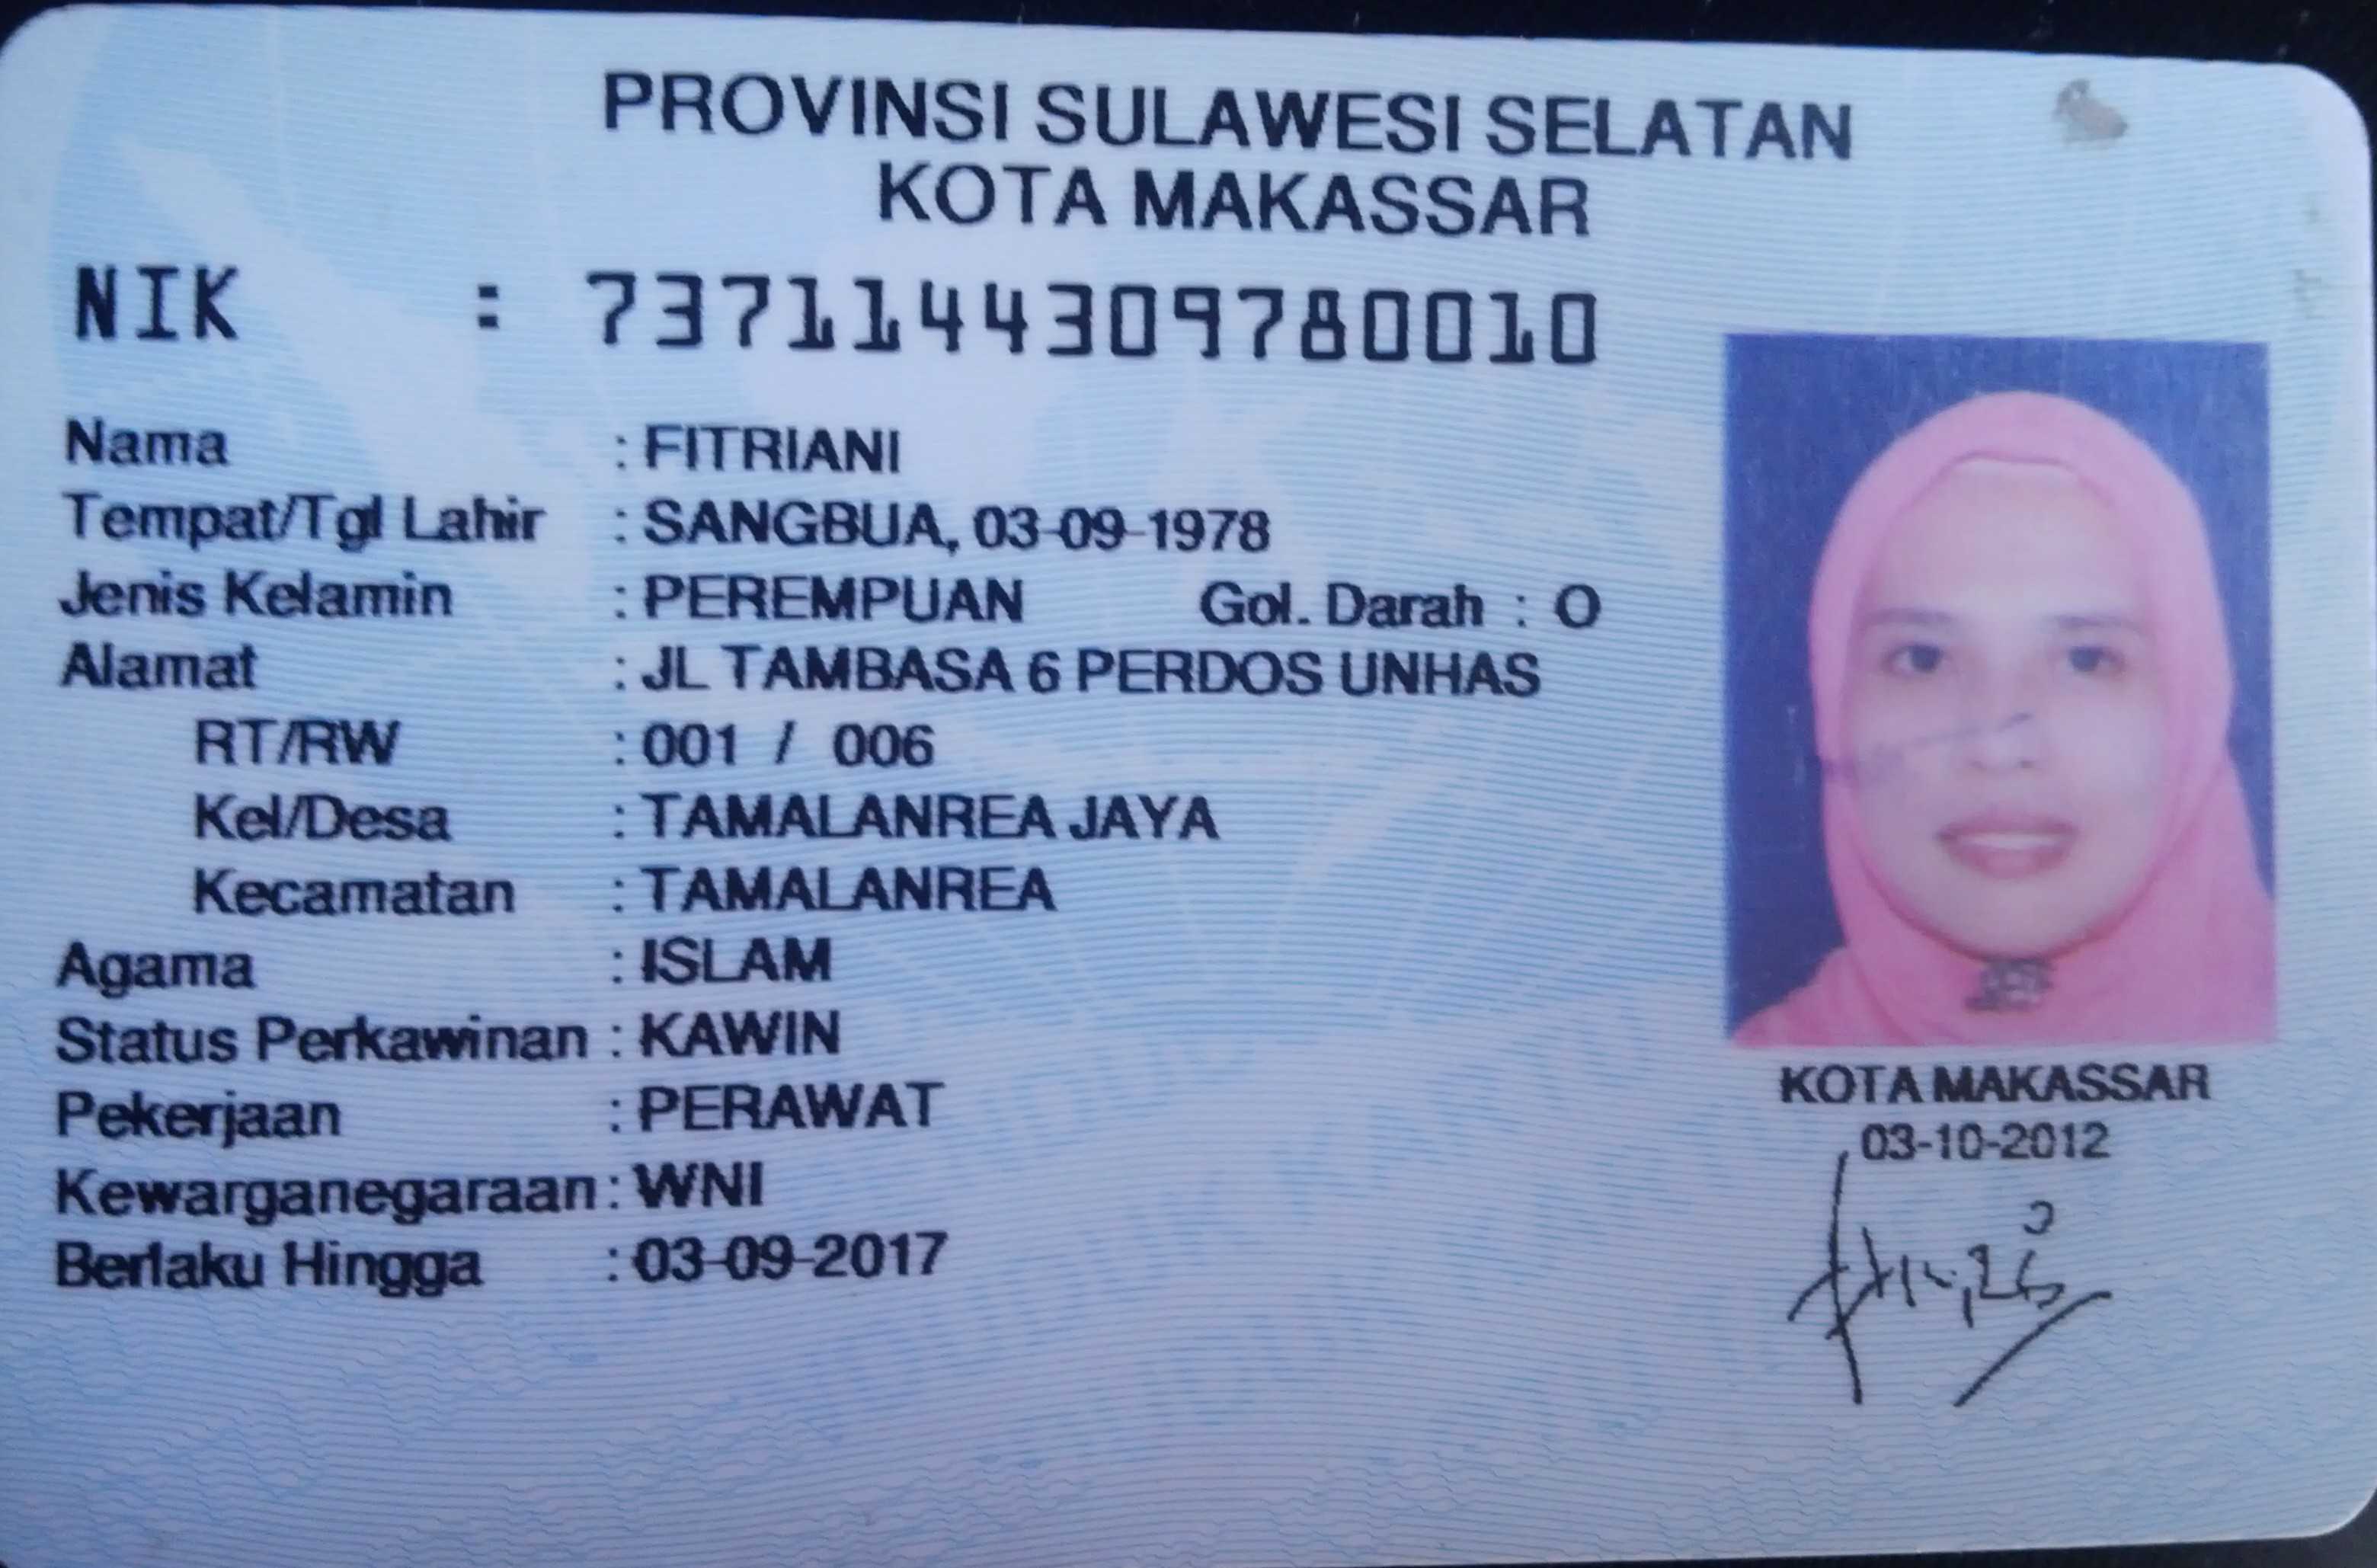 PROVINSI SULAWESI SELATAN
KOTA MAKASSAR
NIK : 7371144309780010
Nama : FITRIANI
Tempat/Tgl Lahir : SANGBUA, 03-09-1978
Jenis Kelamin : PEREMPUAN Gol. Darah : O
Alamat : JL TAMBASA 6 PERDOS UNHAS
RT/RW : 001 / 006
Kel/Desa : TAMALANREA JAYA
Kecamatan : TAMALANREA
Agama : ISLAM
Status Perkawinan : KAWIN
Pekerjaan : PERAWAT
Kewarganegaraan : WNI
Berlaku Hingga : 03-09-2017
KOTA MAKASSAR
03-10-2012